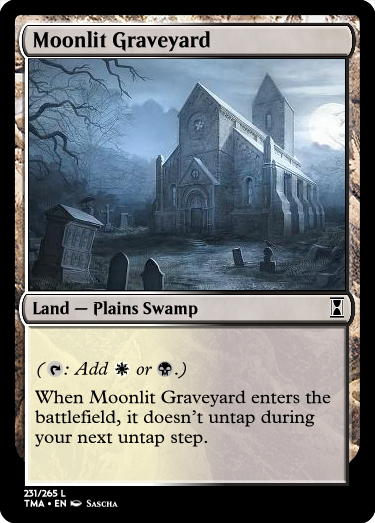 Moonlit Graveyard
Land — Plains Swamp
(: Add or .)
When Moonlit Graveyard enters the
battlefield, it doesn't untap during
your next untap step.
231/265 L
TMA • EN Sascha